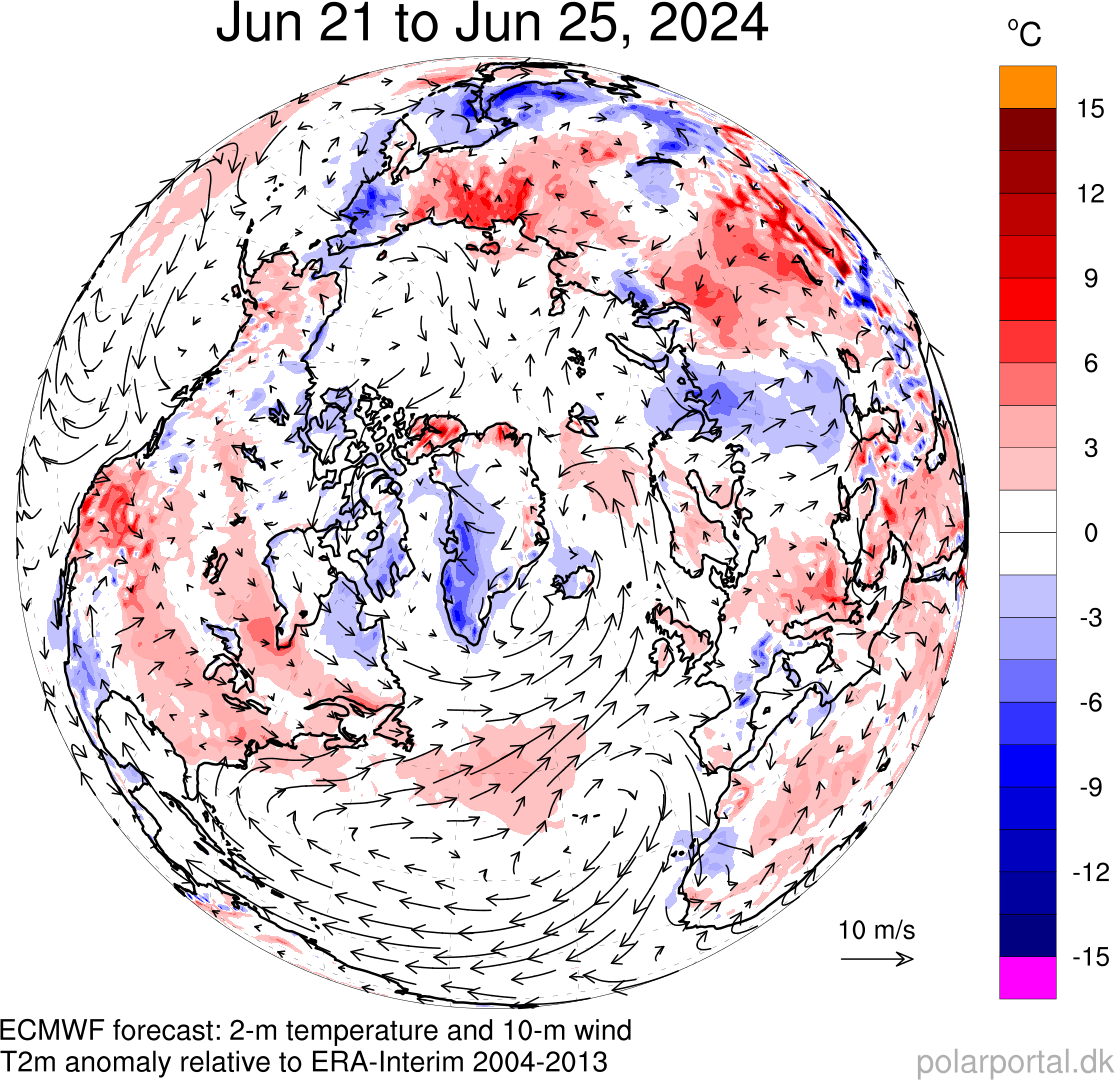 Jun 21 to Jun 25, 2024
°C
15
12
9
6
3
0
-3
-6
-9
-12
-15
10 m/s
ECMWF forecast: 2-m temperature and 10-m wind
T2m anomaly relative to ERA-Interim 2004-2013
polarportal.dk